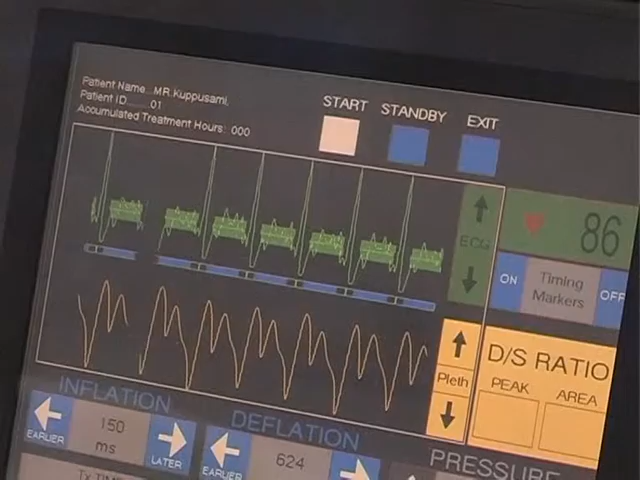 Patient Name...MR.Kuppusami,
Patient ID......01
Accumulated Treatment Hours: 000
START STANDBY EXIT
ECG
86
ON Timing Markers OFF
Pleth
D/S RATIO
PEAK AREA
INFLATION
EARLIER 150 ms LATER
DEFLATION
EARLIER 624
PRESSURE